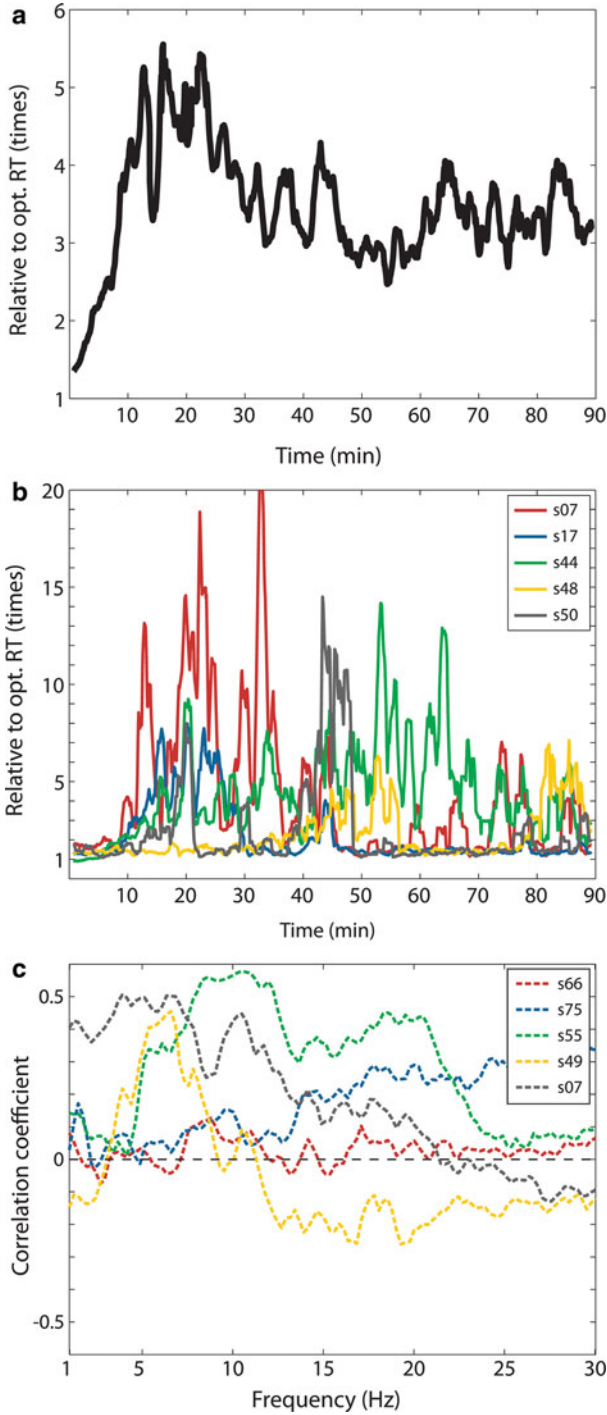 a
6
5
4
3
2
1
Relative to opt. RT (times)
10 20 30 40 50 60 70 80 90
Time (min)
b
20
15
10
5
1
Relative to opt. RT (times)
s07
s17
s44
s48
s50
10 20 30 40 50 60 70 80 90
Time (min)
c
0.5
0
-0.5
Correlation coefficient
s66
s75
s55
s49
s07
1 5 10 15 20 25 30
Frequency (Hz)